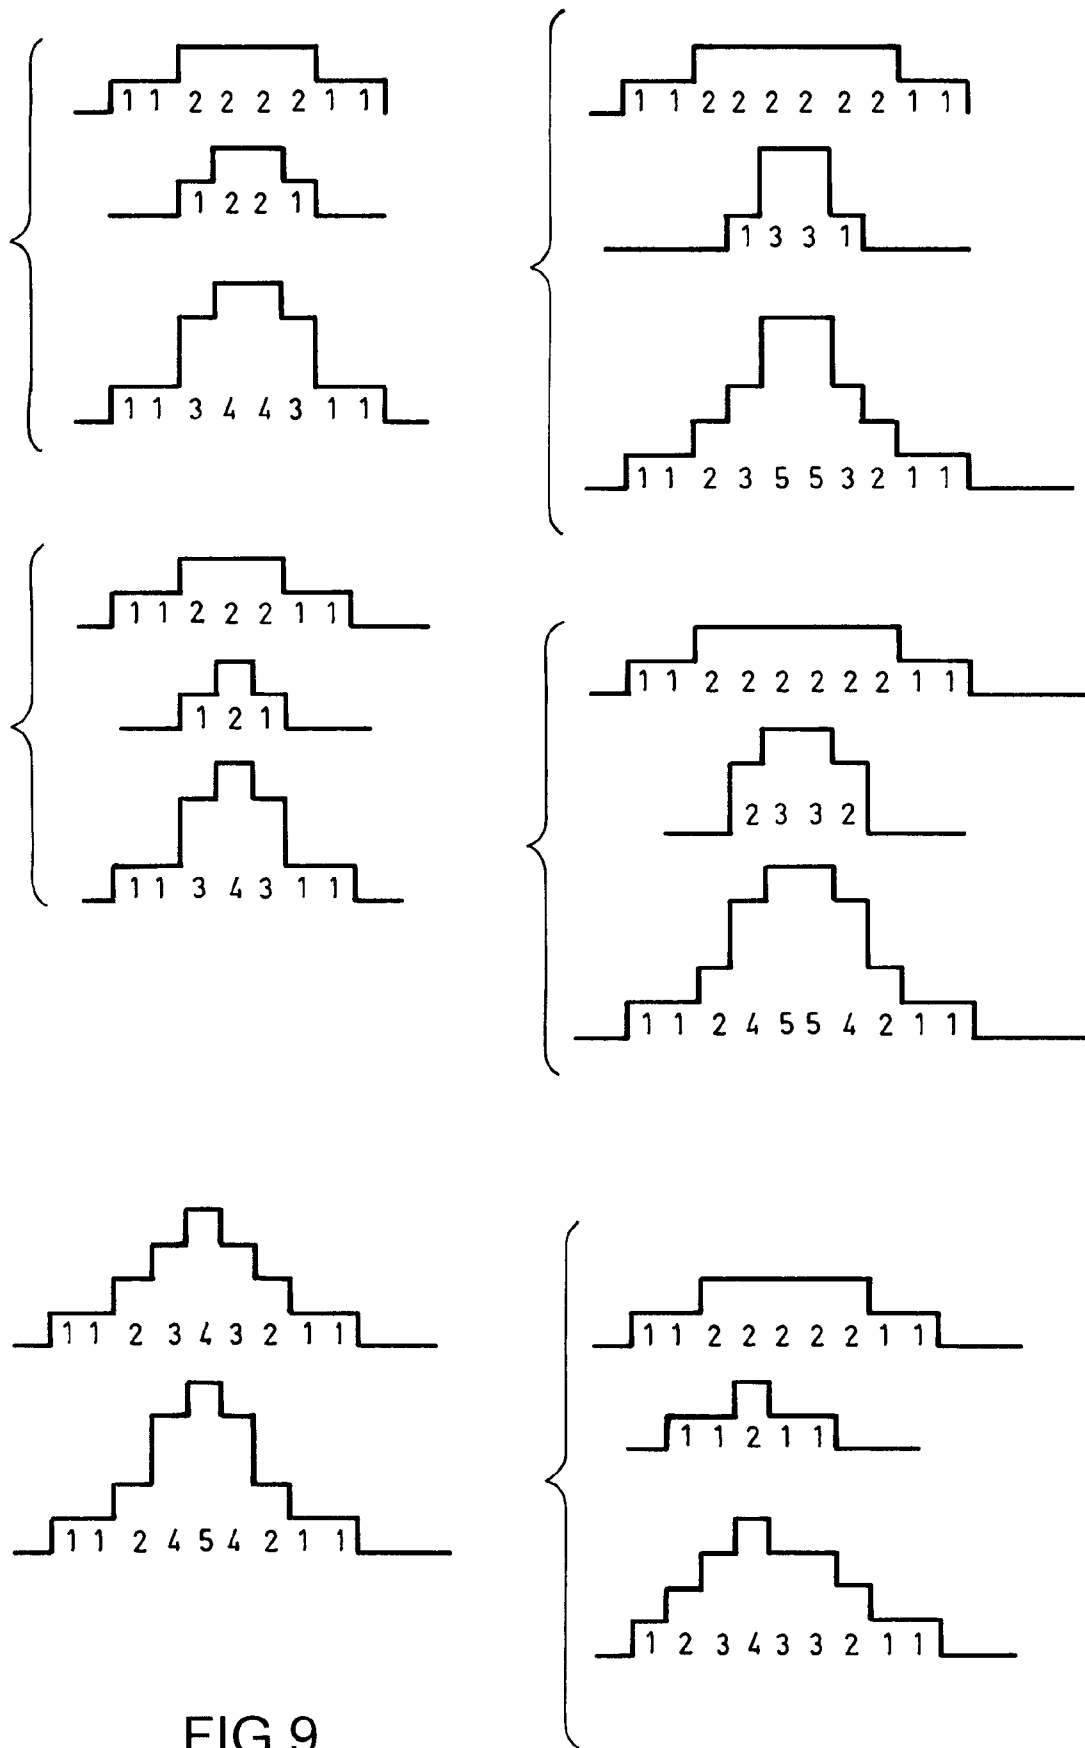 1 1 2 2 2 2 1 1
1 2 2 1
1 1 3 4 4 3 1 1
1 1 2 2 2 2 2 2 1 1
1 3 3 1
1 1 2 3 5 5 3 2 1 1
1 1 2 2 2 1 1
1 2 1
1 1 3 4 3 1 1
1 1 2 2 2 2 2 2 1 1
2 3 3 2
1 1 2 4 5 5 4 2 1 1
1 1 2 3 4 3 2 1 1
1 1 2 4 5 4 2 1 1
1 1 2 2 2 2 2 1 1
1 1 2 1 1
1 2 3 4 3 3 2 1 1
FIG. 9